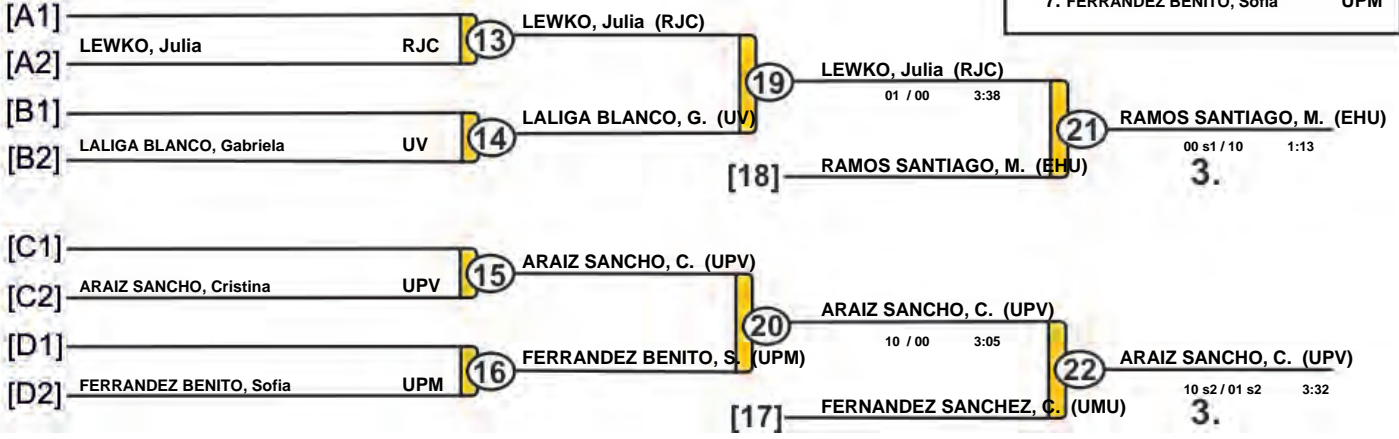 7. FERRANDEZ BENITO, Sofia UPM
[A1]
LEWKO, Julia (RJC)
LEWKO, Julia RJC
13
[A2]
LEWKO, Julia (RJC)
19
01 / 00 3:38
[B1]
LALIGA BLANCO, G. (UV)
RAMOS SANTIAGO, M. (EHU)
21
14
LALIGA BLANCO, Gabriela UV
00 s1 / 10 1:13
[B2]
RAMOS SANTIAGO, M. (EHU)
[18]
3.
[C1]
ARAIZ SANCHO, C. (UPV)
15
ARAIZ SANCHO, Cristina UPV
[C2]
ARAIZ SANCHO, C. (UPV)
20
10 / 00 3:05
[D1]
FERRANDEZ BENITO, S. (UPM)
ARAIZ SANCHO, C. (UPV)
16
22
FERRANDEZ BENITO, Sofia UPM
10 s2 / 01 s2 3:32
[D2]
FERNANDEZ SANCHEZ, C. (UMU)
[17]
3.